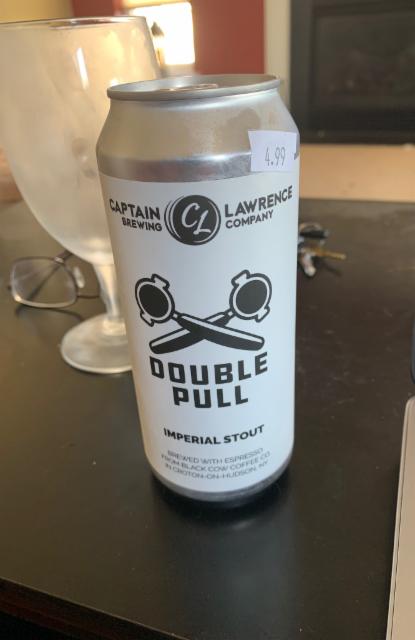 4.99
CAPTAIN LAWRENCE
BREWING CL COMPANY
DOUBLE
PULL
IMPERIAL STOUT
BREWED WITH ESPRESSO
FROM BLACK COW COFFEE CO.
IN CROTON-ON-HUDSON, NY